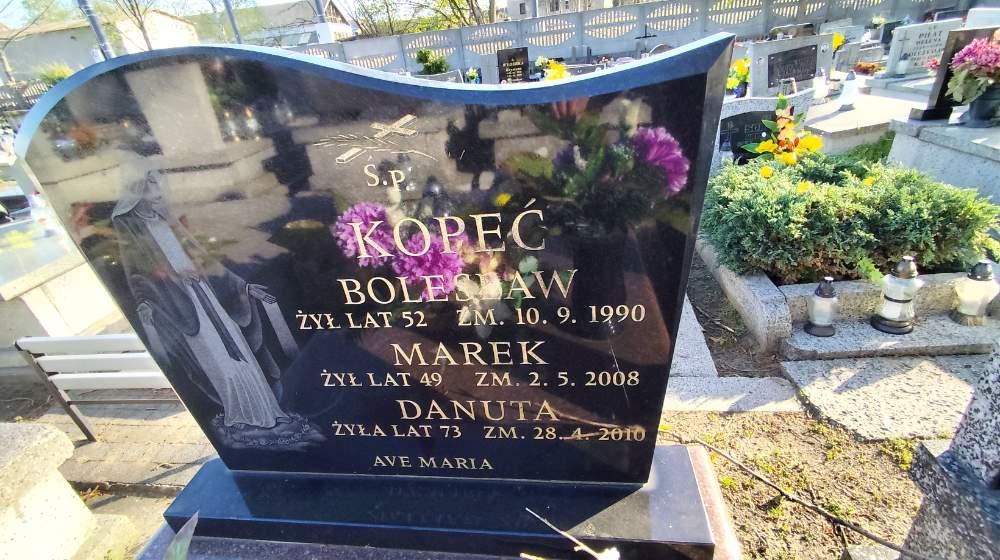 Ś.P.
KOPEĆ
BOLESŁAW
ŻYŁ LAT 52 ZM. 10. 9. 1990
MAREK
ŻYŁ LAT 49 ZM. 2. 5. 2008
DANUTA
ŻYŁA LAT 73 ZM. 28. 4. 2010
AVE MARIA